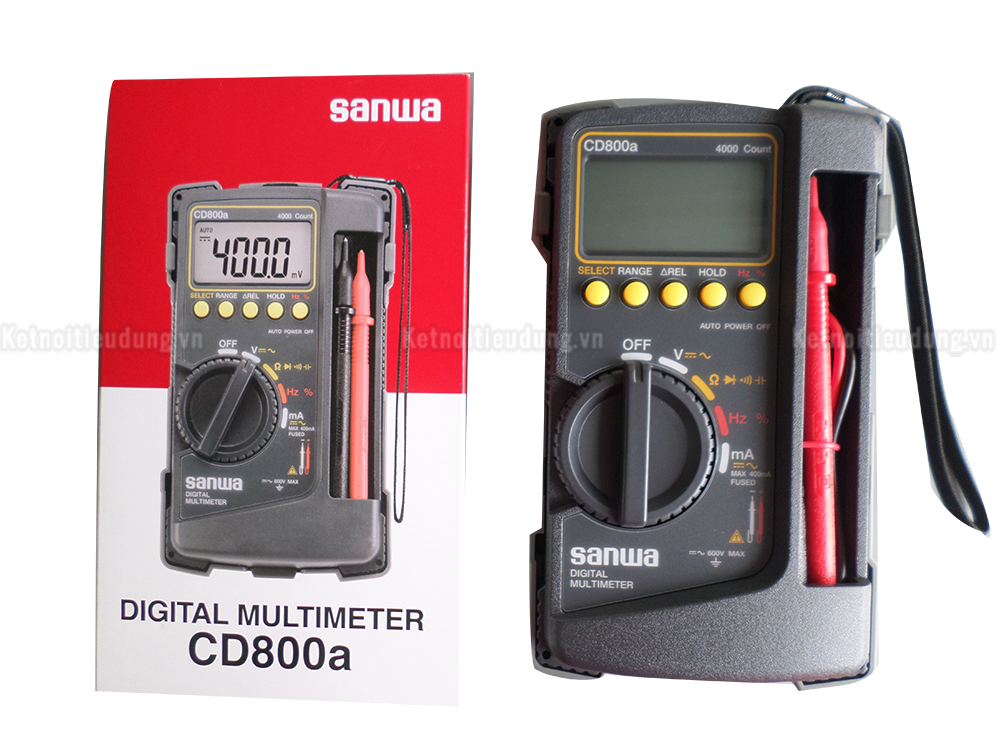 sanwa
CD800a 4000 Count
AUTO
400.0 mV
SELECT RANGE ΔREL HOLD Hz %
AUTO POWER OFF
OFF
V
Ω
Hz %
mA
MAX 400mA
FUSED
sanwa
DIGITAL
MULTIMETER
600V MAX
DIGITAL MULTIMETER
CD800a
CD800a 4000 Count
SELECT RANGE ΔREL HOLD Hz %
AUTO POWER OFF
OFF
V
Ω
Hz %
mA
MAX 400mA
FUSED
sanwa
DIGITAL
MULTIMETER
600V MAX
Ketnoitieudung.vn Ketnoitieudung.vn Ketnoitieudung.vn